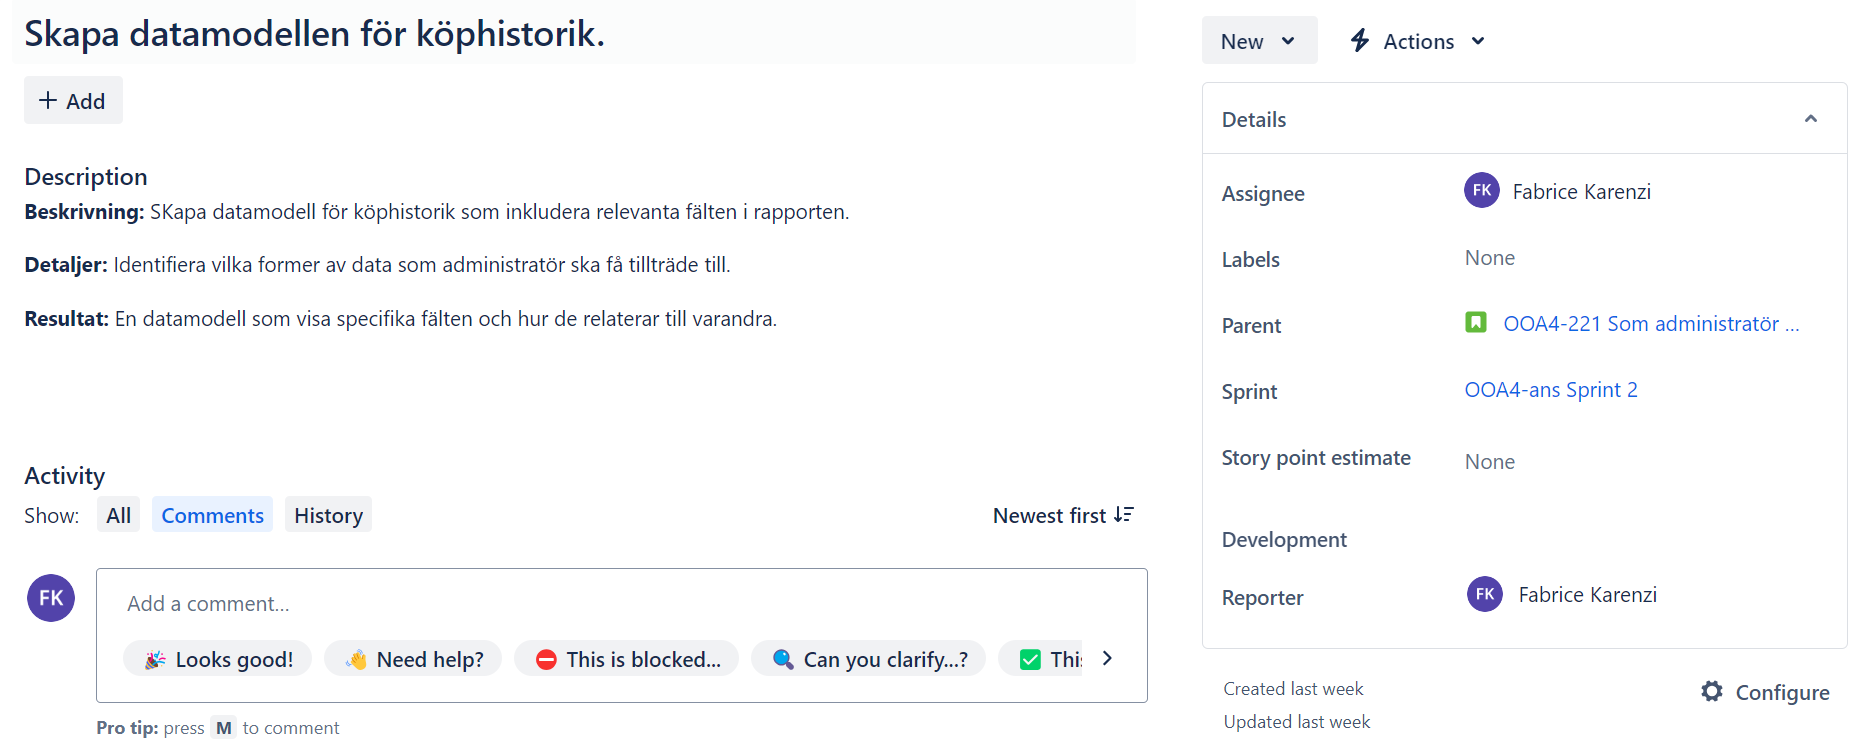 Skapa datamodellen för köphistorik.
Add
Description
Beskrivning: SKapa datamodell för köphistorik som inkludera relevanta fälten i rapporten.
Detaljer: Identifiera vilka former av data som administratör ska få tillträde till.
Resultat: En datamodell som visa specifika fälten och hur de relaterar till varandra.
Activity
Show: All Comments History
Newest first
FK
Add a comment...
Looks good!
Need help?
This is blocked...
Can you clarify...?
This
Pro tip: press M to comment
New
Actions
Details
Assignee FK Fabrice Karenzi
Labels None
Parent OOA4-221 Som administratör ...
Sprint OOA4-ans Sprint 2
Story point estimate None
Development
Reporter FK Fabrice Karenzi
Created last week
Updated last week
Configure